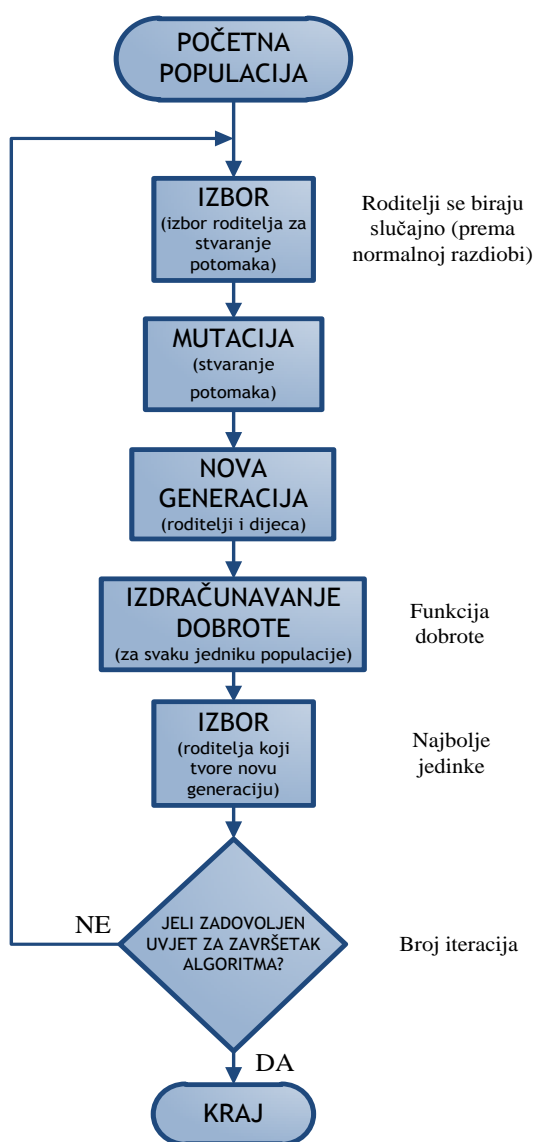 POČETNA
POPULACIJA
IZBOR
(izbor roditelja za
stvaranje
potomaka)
Roditelji se biraju
slučajno (prema
normalnoj razdiobi)
MUTACIJA
(stvaranje
potomaka)
NOVA
GENERACIJA
(roditelji i dijeca)
IZDRAČUNAVANJE
DOBROTE
(za svaku jedniku populacije)
Funkcija
dobrote
IZBOR
(roditelja koji
tvore novu
generaciju)
Najbolje
jedinke
NE
JELI ZADOVOLJEN
UVJET ZA ZAVRŠETAK
ALGORITMA?
Broj iteracija
DA
KRAJ